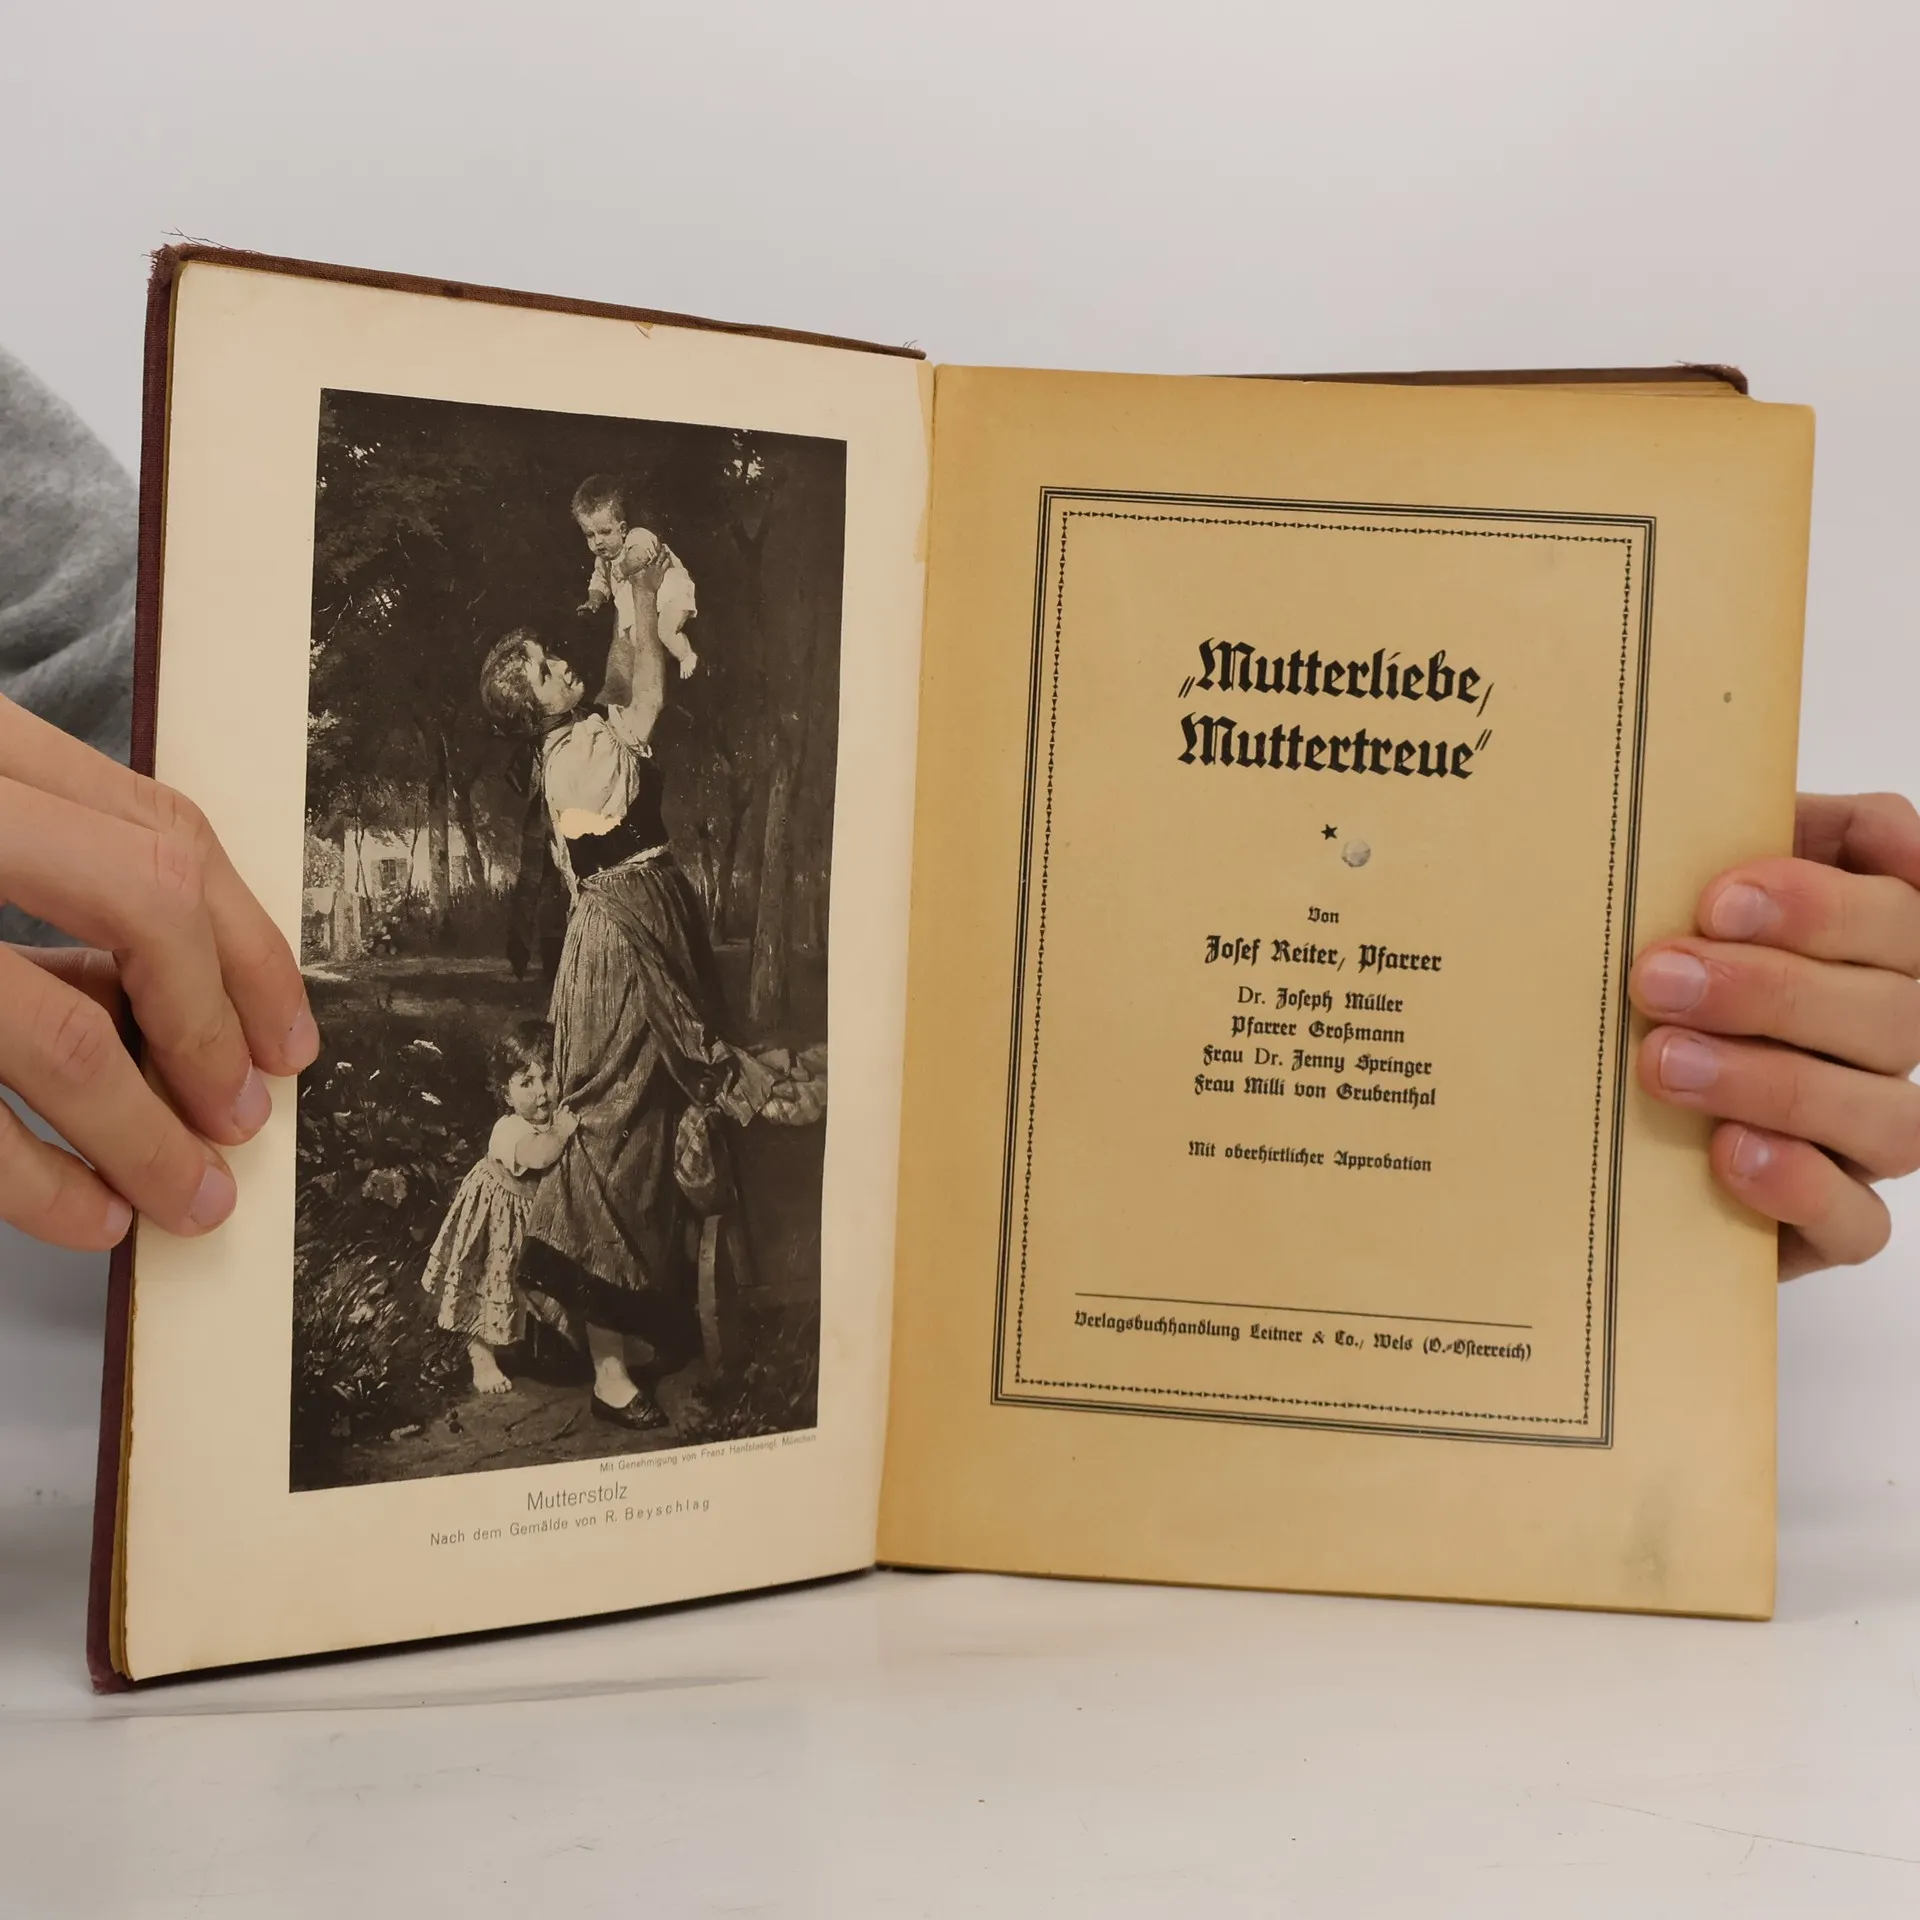 Mit Genehmigung von Franz Hanfstaengl, München
Mutterstolz
Nach dem Gemälde von R. Beyschlag
„Mutterliebe,
Muttertreue“
Von
Josef Reiter, Pfarrer
Dr. Joseph Müller
Pfarrer Großmann
Frau Dr. Jenny Springer
Frau Milli von Grubenthal
Mit oberhirtlicher Approbation
Verlagsbuchhandlung Leitner & Co., Wels (O.-Österreich)